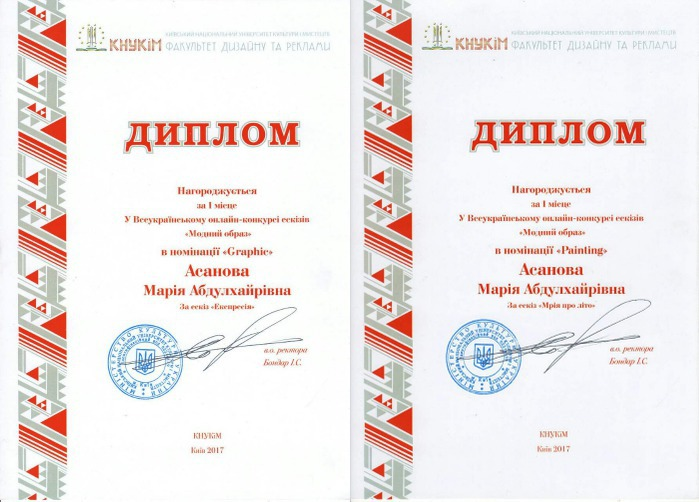 КИЇВСЬКИЙ НАЦІОНАЛЬНИЙ УНІВЕРСИТЕТ КУЛЬТУРИ І МИСТЕЦТВ
КНУКіМ ФАКУЛЬТЕТ ДИЗАЙНУ ТА РЕКЛАМИ
ДИПЛОМ
Нагороджується
за І місце
У Всеукраїнському онлайн-конкурсі ескізів
«Модний образ»
в номінації «Graphic»
Асанова
Марія Абдулхайрівна
За ескіз «Експресія»
в.о. ректора
Бондар І.С.
КНУКіМ
Київ 2017
КИЇВСЬКИЙ НАЦІОНАЛЬНИЙ УНІВЕРСИТЕТ КУЛЬТУРИ І МИСТЕЦТВ
КНУКіМ ФАКУЛЬТЕТ ДИЗАЙНУ ТА РЕКЛАМИ
ДИПЛОМ
Нагороджується
за І місце
У Всеукраїнському онлайн-конкурсі ескізів
«Модний образ»
в номінації «Painting»
Асанова
Марія Абдулхайрівна
За ескіз «Мрія про літо»
в.о. ректора
Бондар І.С.
КНУКіМ
Київ 2017